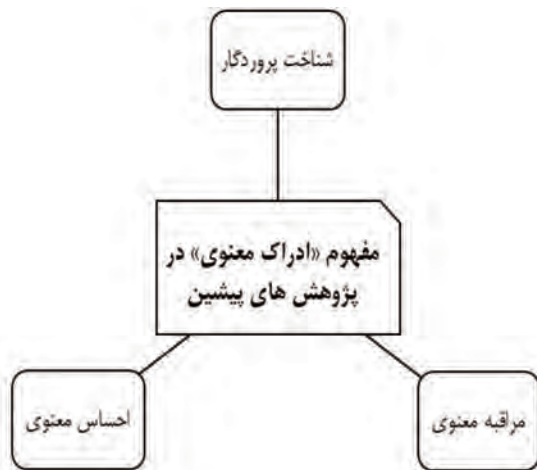 شناخت پروردگار
مفهوم «ادراک معنوی» در
پژوهش های پیشین
مراقبه معنوی
احساس معنوی